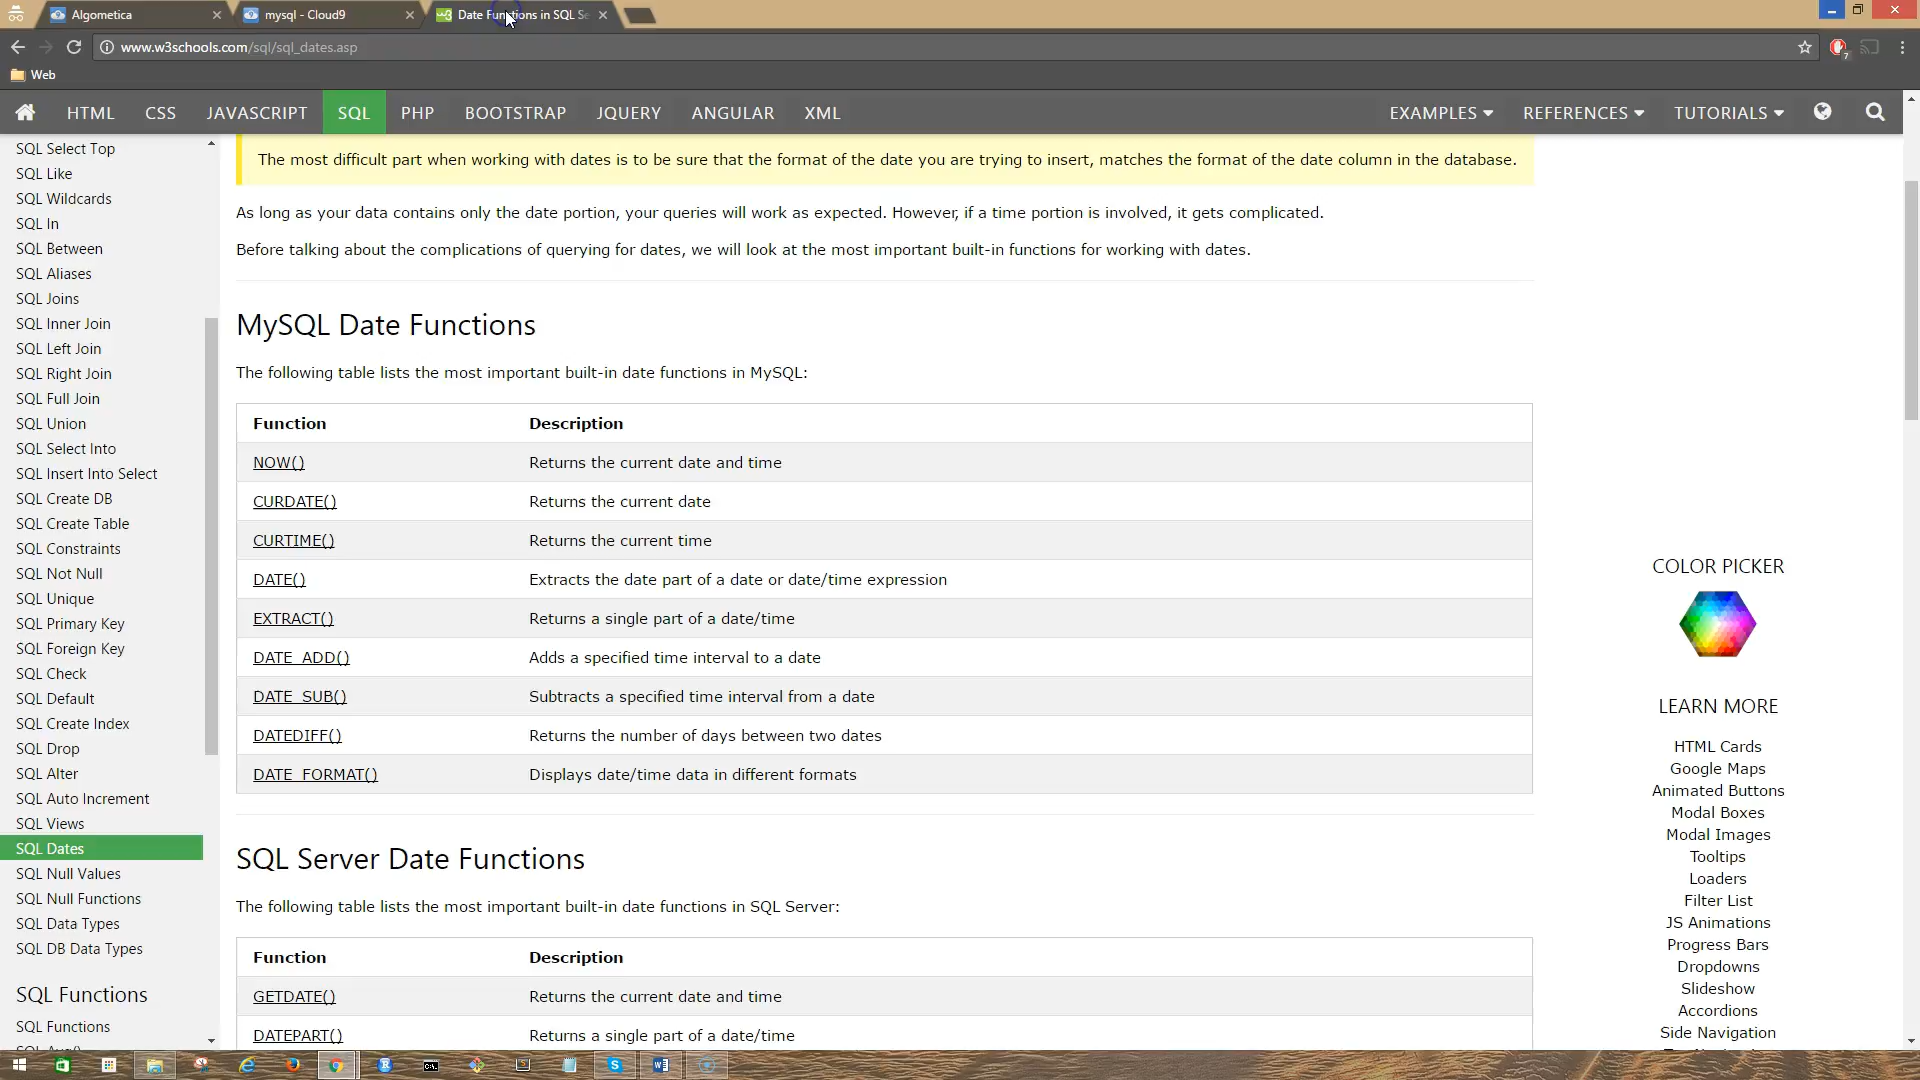 Algometica
mysql - Cloud9
Date Functions in SQL Se
www.w3schools.com/sql/sql_dates.asp
7
Web
HTML
CSS
JAVASCRIPT
SQL
PHP
BOOTSTRAP
JQUERY
ANGULAR
XML
EXAMPLES
REFERENCES
TUTORIALS
SQL Select Top
SQL Like
SQL Wildcards
SQL In
SQL Between
SQL Aliases
SQL Joins
SQL Inner Join
SQL Left Join
SQL Right Join
SQL Full Join
SQL Union
SQL Select Into
SQL Insert Into Select
SQL Create DB
SQL Create Table
SQL Constraints
SQL Not Null
SQL Unique
SQL Primary Key
SQL Foreign Key
SQL Check
SQL Default
SQL Create Index
SQL Drop
SQL Alter
SQL Auto Increment
SQL Views
SQL Dates
SQL Null Values
SQL Null Functions
SQL Data Types
SQL DB Data Types
SQL Functions
SQL Functions
The most difficult part when working with dates is to be sure that the format of the date you are trying to insert, matches the format of the date column in the database.
As long as your data contains only the date portion, your queries will work as expected. However, if a time portion is involved, it gets complicated.
Before talking about the complications of querying for dates, we will look at the most important built-in functions for working with dates.
MySQL Date Functions
The following table lists the most important built-in date functions in MySQL:
Function Description
NOW() Returns the current date and time
CURDATE() Returns the current date
CURTIME() Returns the current time
DATE() Extracts the date part of a date or date/time expression
EXTRACT() Returns a single part of a date/time
DATE_ADD() Adds a specified time interval to a date
DATE_SUB() Subtracts a specified time interval from a date
DATEDIFF() Returns the number of days between two dates
DATE_FORMAT() Displays date/time data in different formats
SQL Server Date Functions
The following table lists the most important built-in date functions in SQL Server:
Function Description
GETDATE() Returns the current date and time
DATEPART() Returns a single part of a date/time
COLOR PICKER
LEARN MORE
HTML Cards
Google Maps
Animated Buttons
Modal Boxes
Modal Images
Tooltips
Loaders
Filter List
JS Animations
Progress Bars
Dropdowns
Slideshow
Accordions
Side Navigation